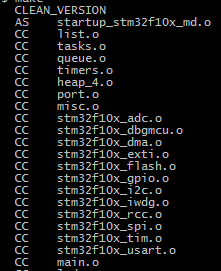 $ make
CLEAN_VERSION
AS startup_stm32f10x_md.o
CC list.o
CC tasks.o
CC queue.o
CC timers.o
CC heap_4.o
CC port.o
CC misc.o
CC stm32f10x_adc.o
CC stm32f10x_dbgmcu.o
CC stm32f10x_dma.o
CC stm32f10x_exti.o
CC stm32f10x_flash.o
CC stm32f10x_gpio.o
CC stm32f10x_i2c.o
CC stm32f10x_iwdg.o
CC stm32f10x_rcc.o
CC stm32f10x_spi.o
CC stm32f10x_tim.o
CC stm32f10x_usart.o
CC main.o